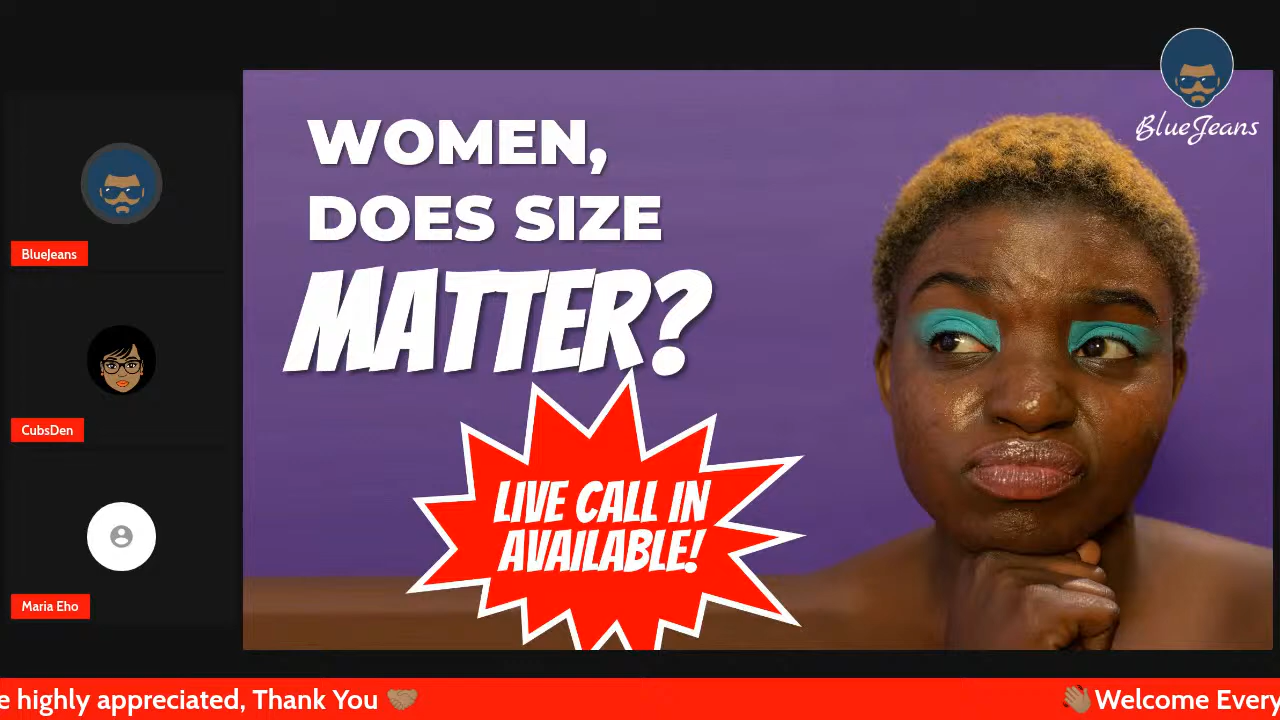 BlueJeans
WOMEN,
DOES SIZE
MATTER?
LIVE CALL IN
AVAILABLE!
BlueJeans
CubsDen
Maria Eho
e highly appreciated, Thank You
Welcome Every